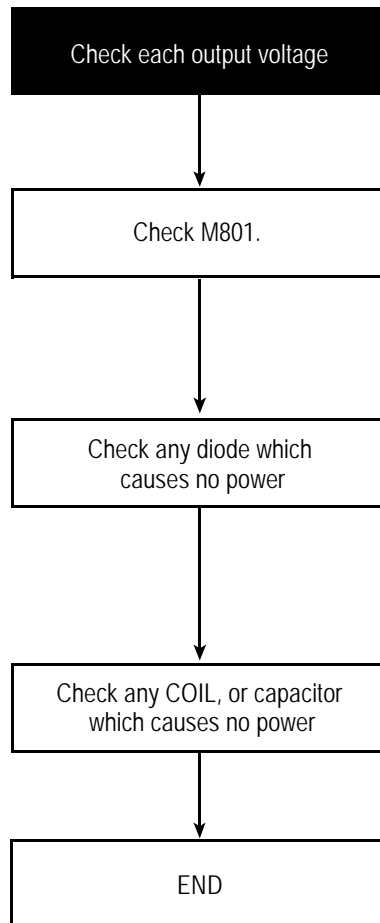 Check each output voltage
Check M801.
Check any diode which
causes no power
Check any COIL, or capacitor
which causes no power
END